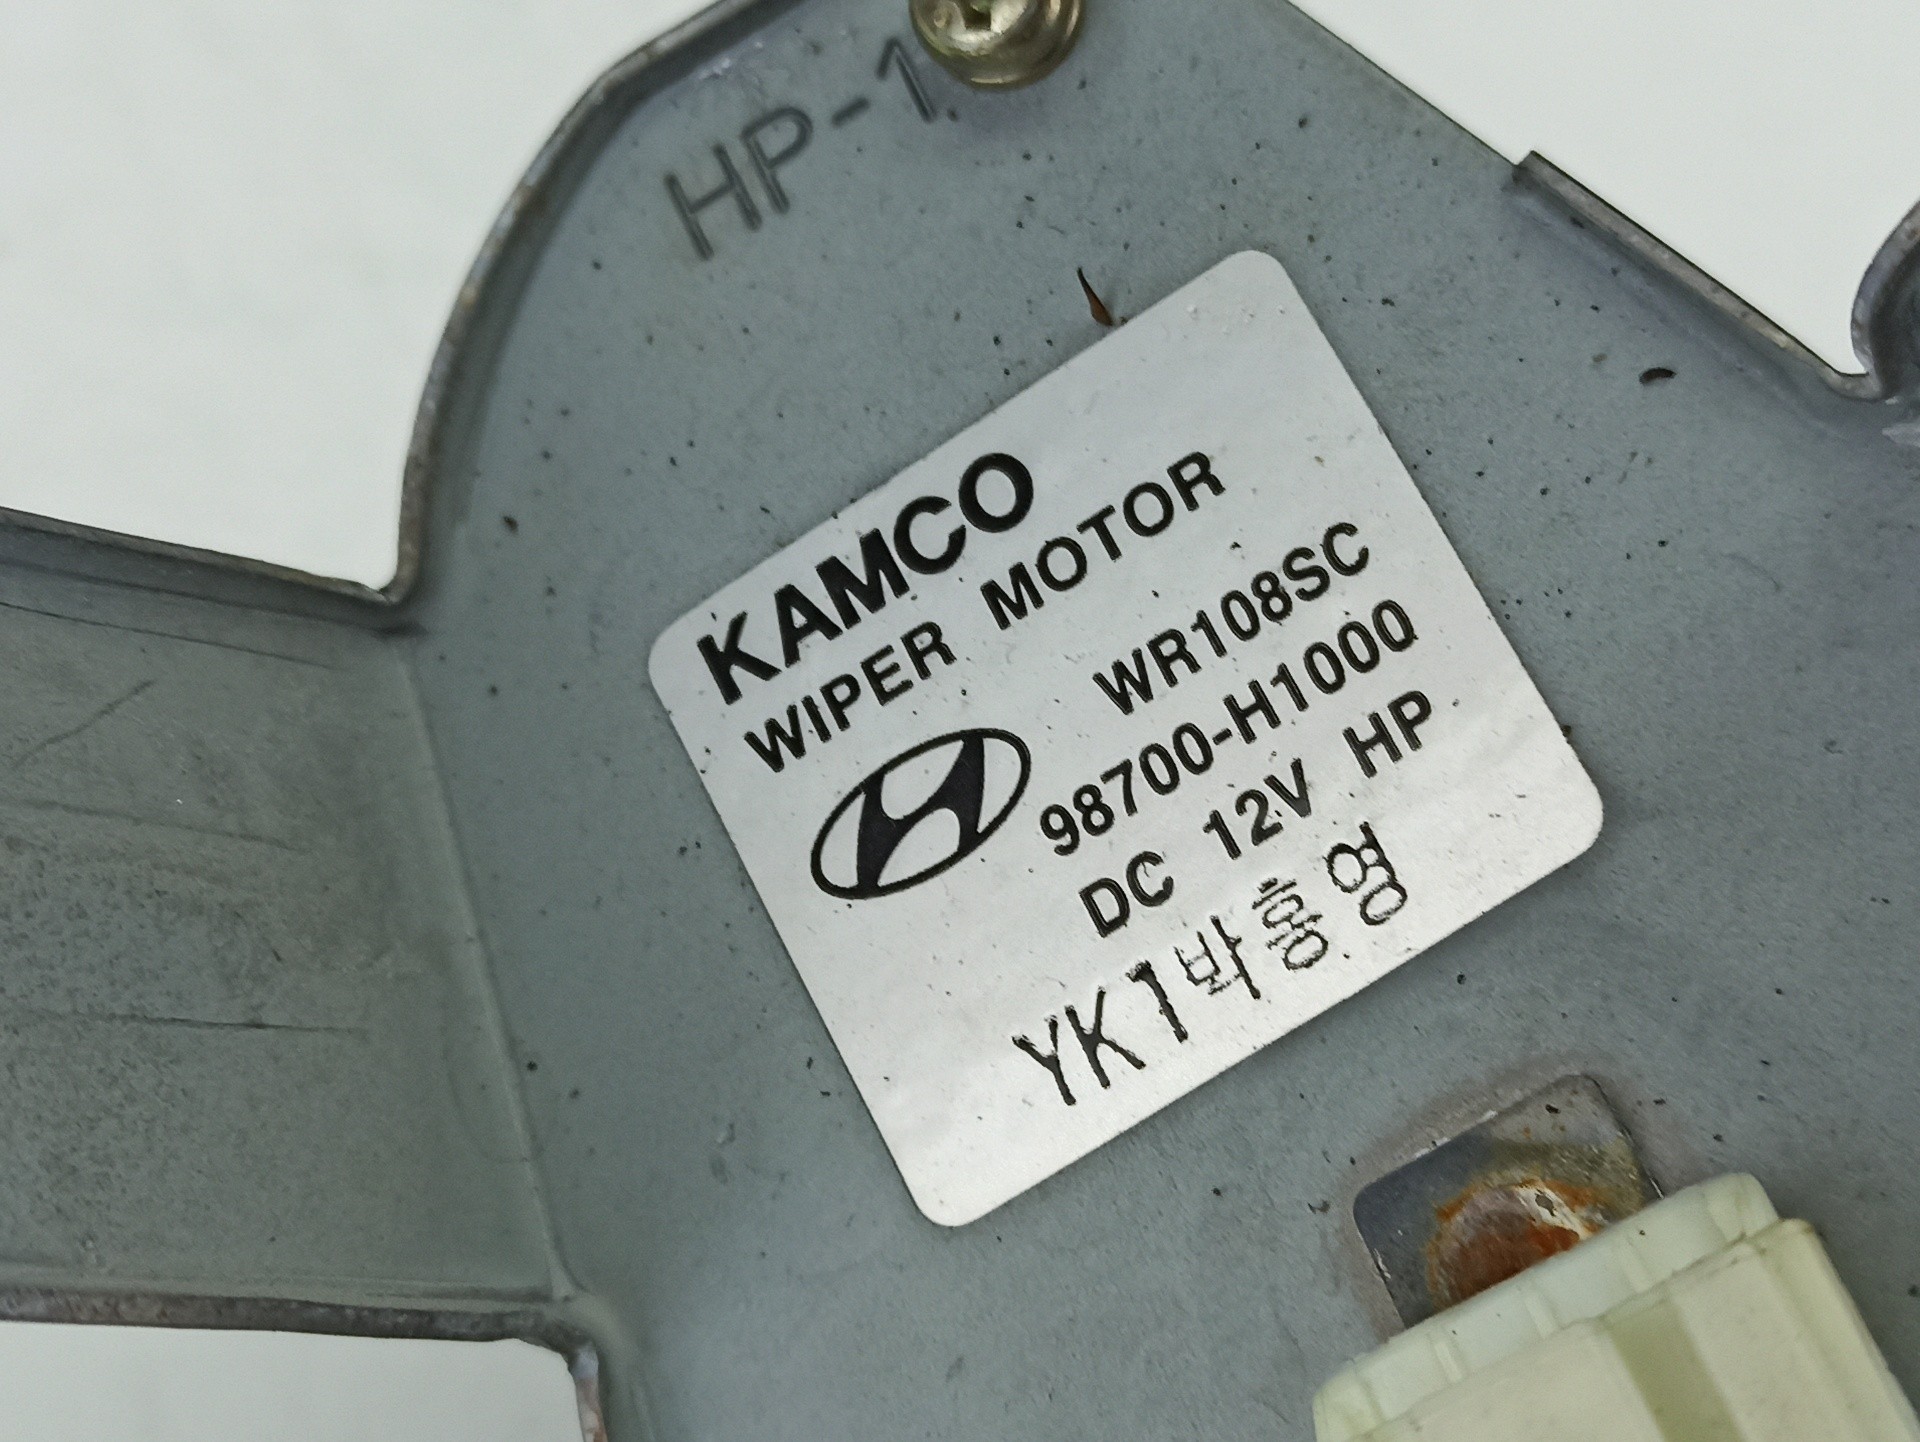 HP-1
KAMCO
WIPER MOTOR
WR108SC
98700-H1000
DC 12V HP
YK1박홍영